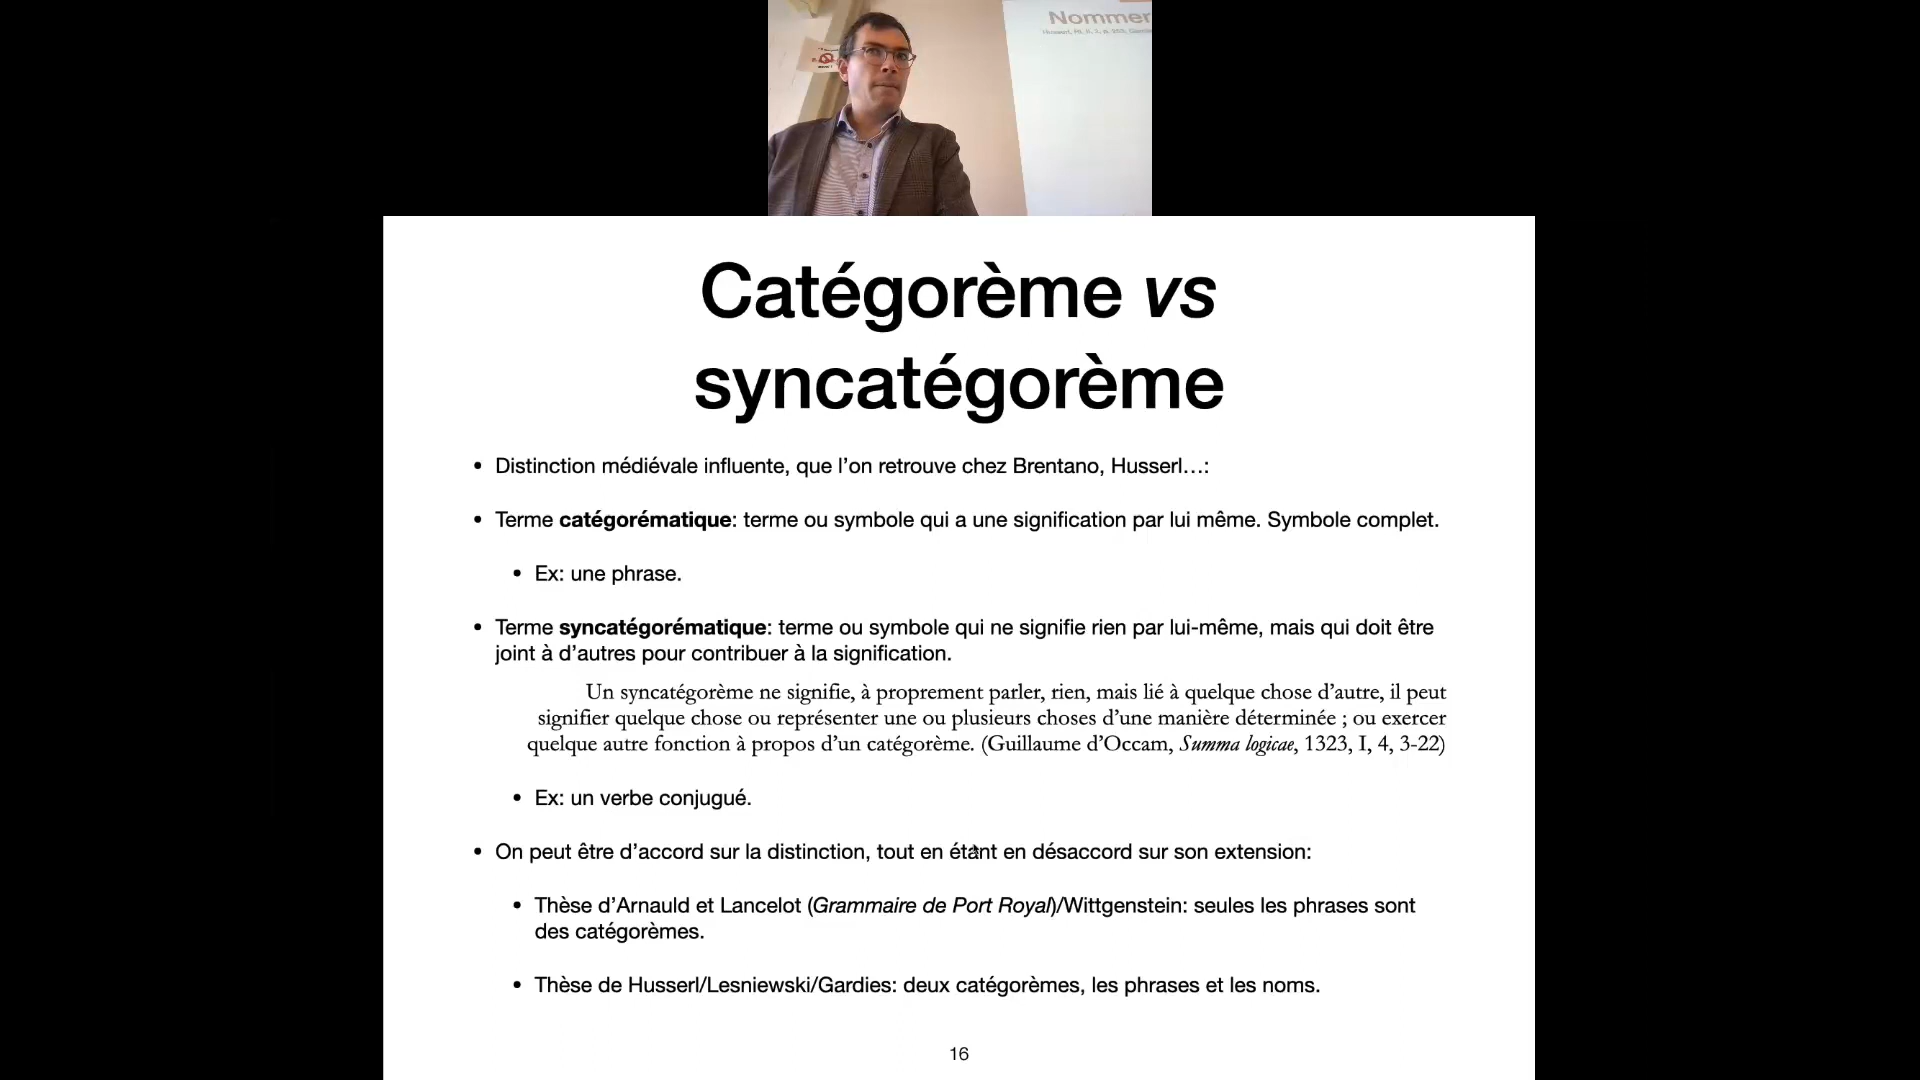 Nommer
Catégorème vs
syncatégorème
• Distinction médiévale influente, que l’on retrouve chez Brentano, Husserl…:
• Terme catégorématique: terme ou symbole qui a une signification par lui même. Symbole complet.
• Ex: une phrase.
• Terme syncatégorématique: terme ou symbole qui ne signifie rien par lui-même, mais qui doit être
joint à d’autres pour contribuer à la signification.
Un syncatégorème ne signifie, à proprement parler, rien, mais lié à quelque chose d’autre, il peut
signifier quelque chose ou représenter une ou plusieurs choses d’une manière déterminée ; ou exercer
quelque autre fonction à propos d’un catégorème. (Guillaume d’Occam, Summa logicae, 1323, I, 4, 3-22)
• Ex: un verbe conjugué.
• On peut être d’accord sur la distinction, tout en étant en désaccord sur son extension:
• Thèse d’Arnauld et Lancelot (Grammaire de Port Royal)/Wittgenstein: seules les phrases sont
des catégorèmes.
• Thèse de Husserl/Lesniewski/Gardies: deux catégorèmes, les phrases et les noms.
16